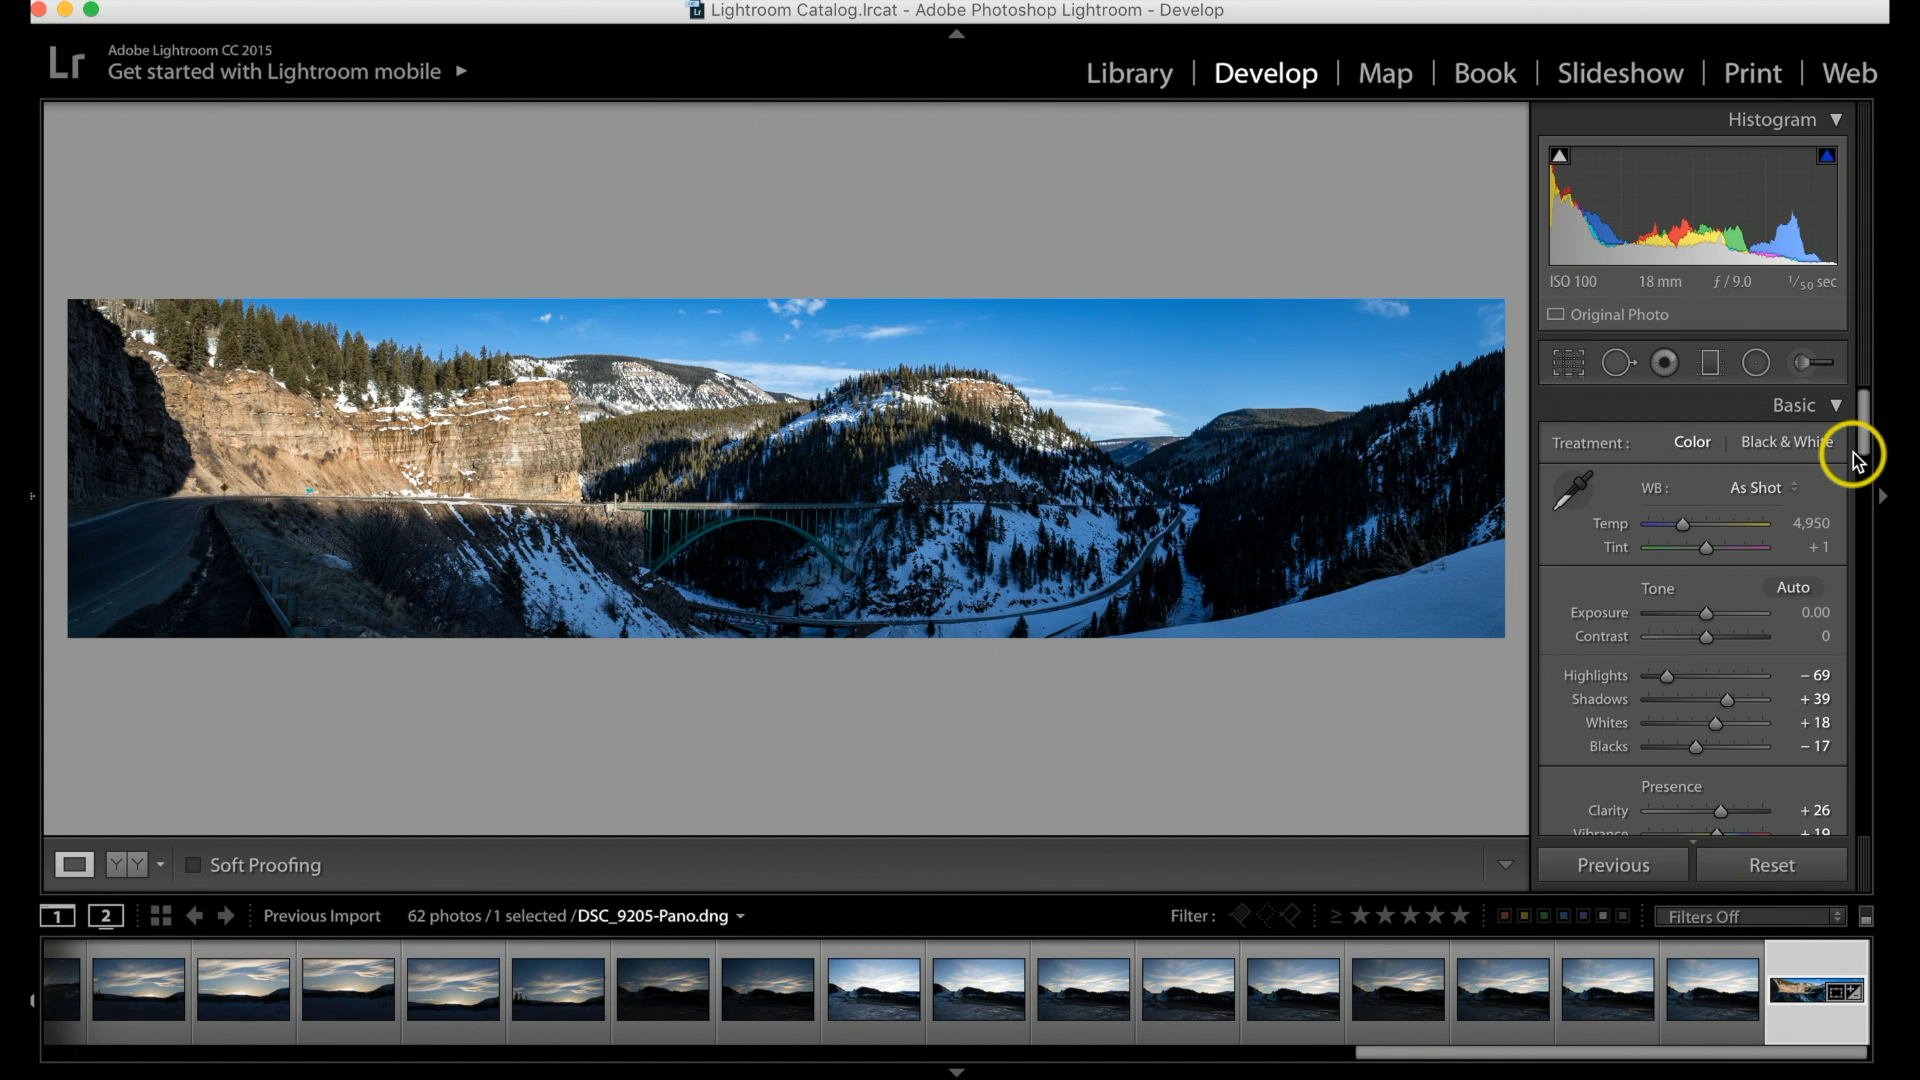 Lightroom Catalog.lrcat - Adobe Photoshop Lightroom - Develop
Lr
Adobe Lightroom CC 2015
Get started with Lightroom mobile
Library | Develop | Map | Book | Slideshow | Print | Web
Histogram
ISO 100 18 mm ƒ / 9.0 1/50 sec
Original Photo
Basic
Treatment : Color Black & White
WB : As Shot
Temp 4,950
Tint + 1
Tone Auto
Exposure 0.00
Contrast 0
Highlights – 69
Shadows + 39
Whites + 18
Blacks – 17
Presence
Clarity + 26
Vibrance + 19
Y Y Soft Proofing
Previous Reset
1 2 Previous Import 62 photos / 1 selected / DSC_9205-Pano.dng Filter : ≥ ★ ★ ★ ★ ★ Filters Off